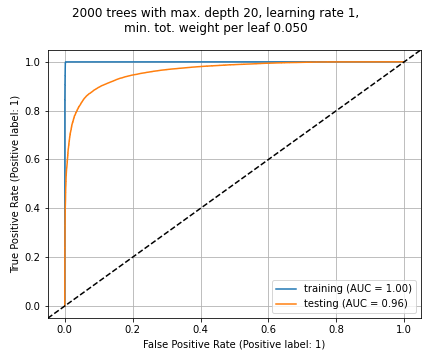 2000 trees with max. depth 20, learning rate 1,
min. tot. weight per leaf 0.050
1.0
0.8
0.6
0.4
0.2
0.0
True Positive Rate (Positive label: 1)
training (AUC = 1.00)
testing (AUC = 0.96)
0.0 0.2 0.4 0.6 0.8 1.0
False Positive Rate (Positive label: 1)